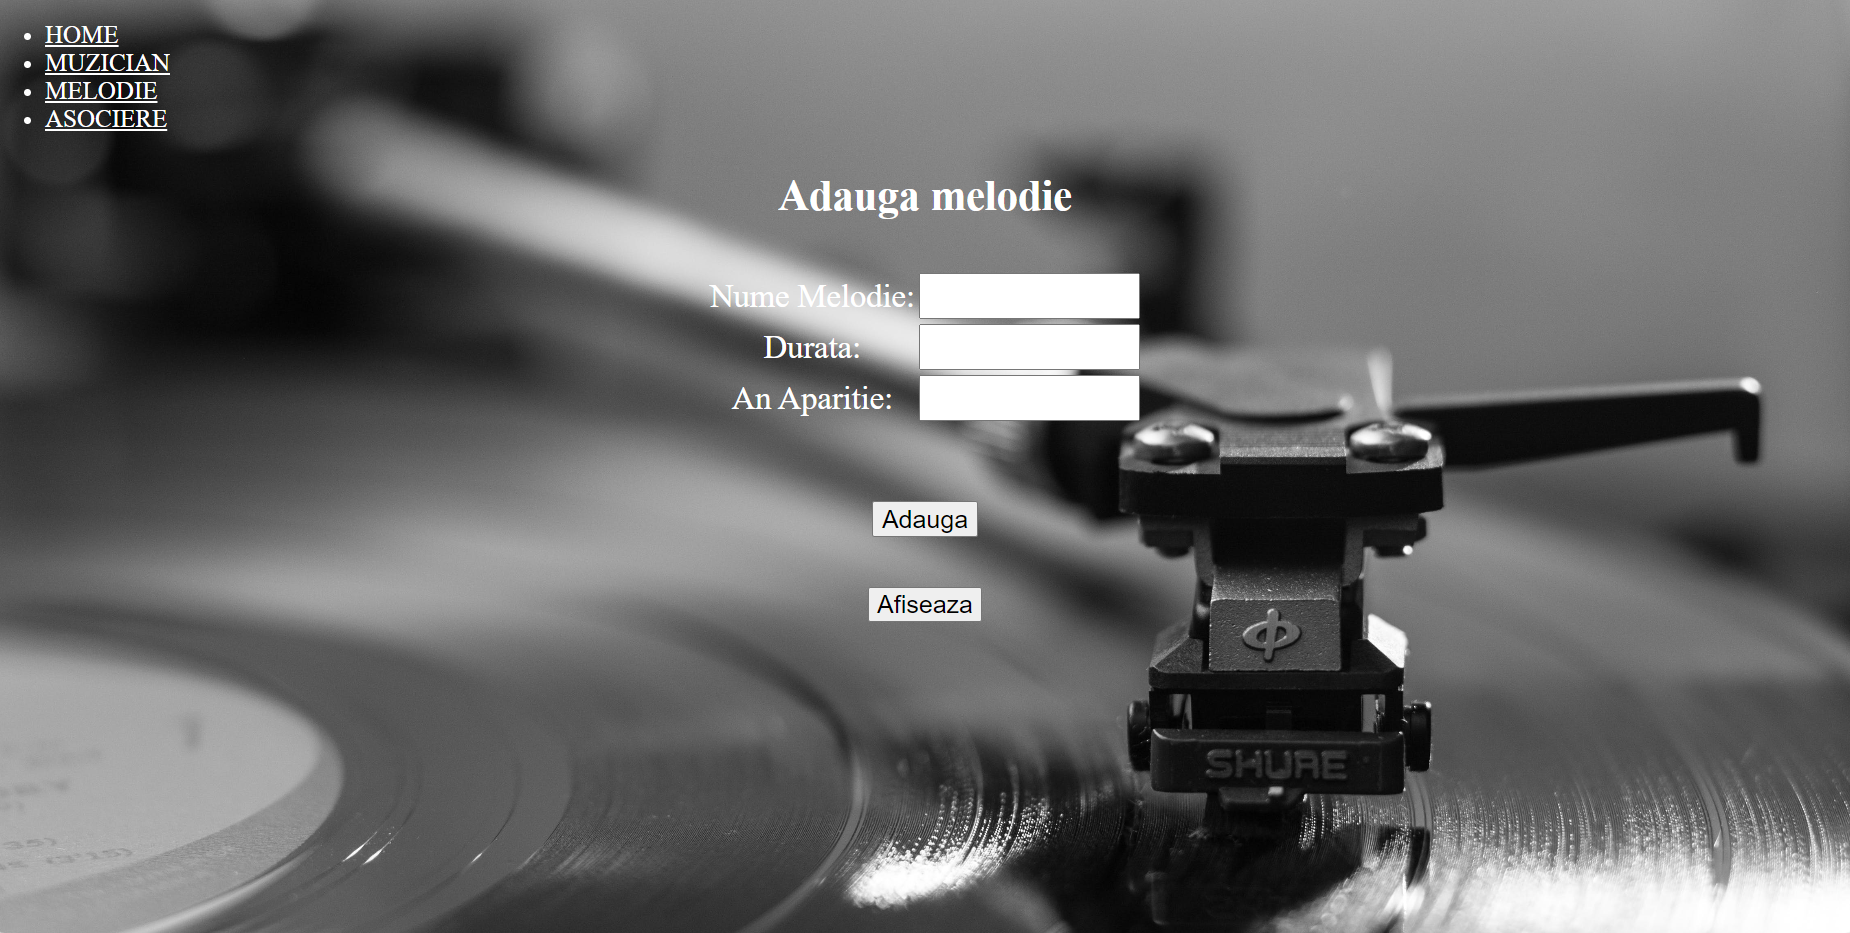 HOME
MUZICIAN
MELODIE
ASOCIERE
Adauga melodie
Nume Melodie:
Durata:
An Aparitie:
Adauga
Afiseaza
SHURE